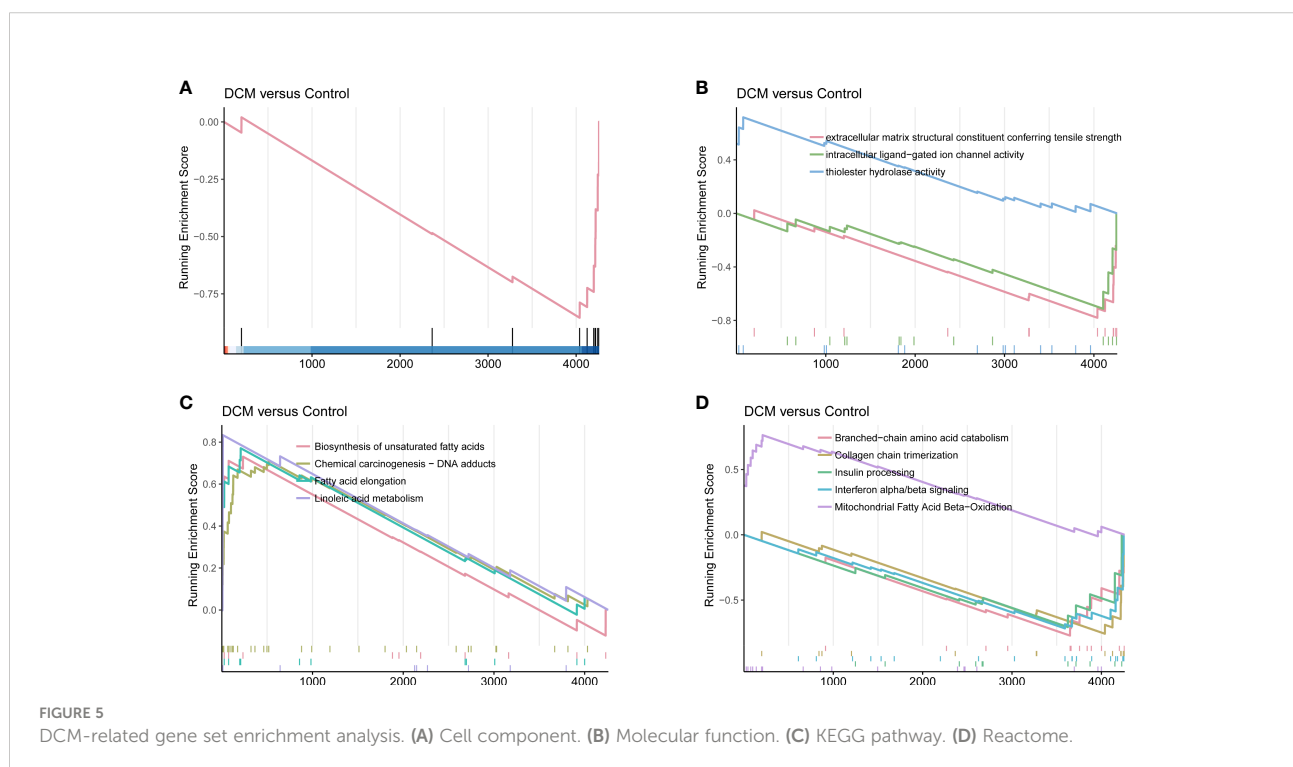 A
DCM versus Control
Running Enrichment Score
0.00
−0.25
−0.50
−0.75
1000 2000 3000 4000
B
DCM versus Control
Running Enrichment Score
0.4
0.0
−0.4
−0.8
extracellular matrix structural constituent conferring tensile strength
intracellular ligand−gated ion channel activity
thiolester hydrolase activity
1000 2000 3000 4000
C
DCM versus Control
Running Enrichment Score
0.8
0.6
0.4
0.2
0.0
Biosynthesis of unsaturated fatty acids
Chemical carcinogenesis − DNA adducts
Fatty acid elongation
Linoleic acid metabolism
1000 2000 3000 4000
D
DCM versus Control
Running Enrichment Score
0.5
0.0
−0.5
Branched−chain amino acid catabolism
Collagen chain trimerization
Insulin processing
Interferon alpha/beta signaling
Mitochondrial Fatty Acid Beta−Oxidation
1000 2000 3000 4000
FIGURE 5
DCM-related gene set enrichment analysis. (A) Cell component. (B) Molecular function. (C) KEGG pathway. (D) Reactome.